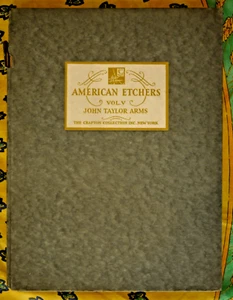 AMERICAN ETCHERS
VOL. V
JOHN TAYLOR ARMS
THE CRAFTON COLLECTION INC. NEW YORK